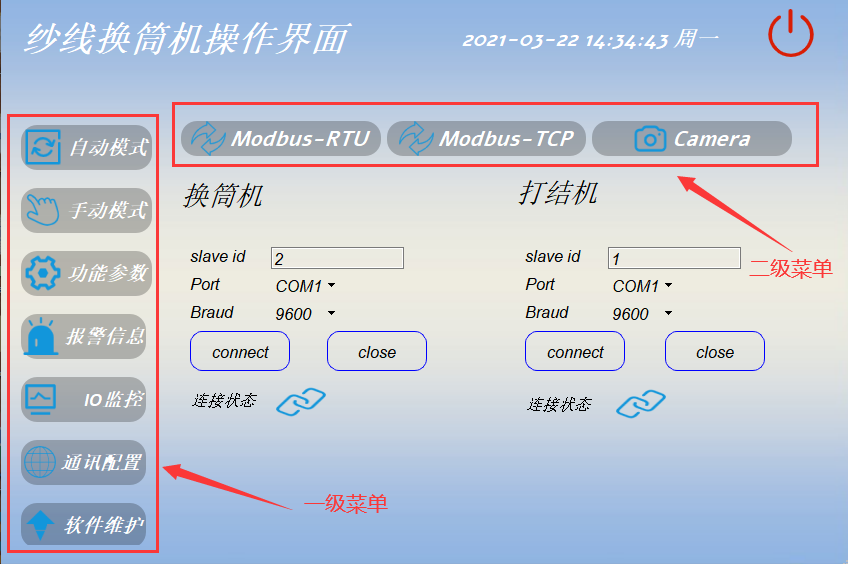 纱线换筒机操作界面
2021-03-22 14:34:43 周一
自动模式
手动模式
功能参数
报警信息
IO监控
通讯配置
软件维护
Modbus-RTU
Modbus-TCP
Camera
换筒机
slave id
2
Port
COM1
Braud
9600
connect
close
连接状态
打结机
slave id
1
Port
COM1
Braud
9600
connect
close
连接状态
二级菜单
一级菜单